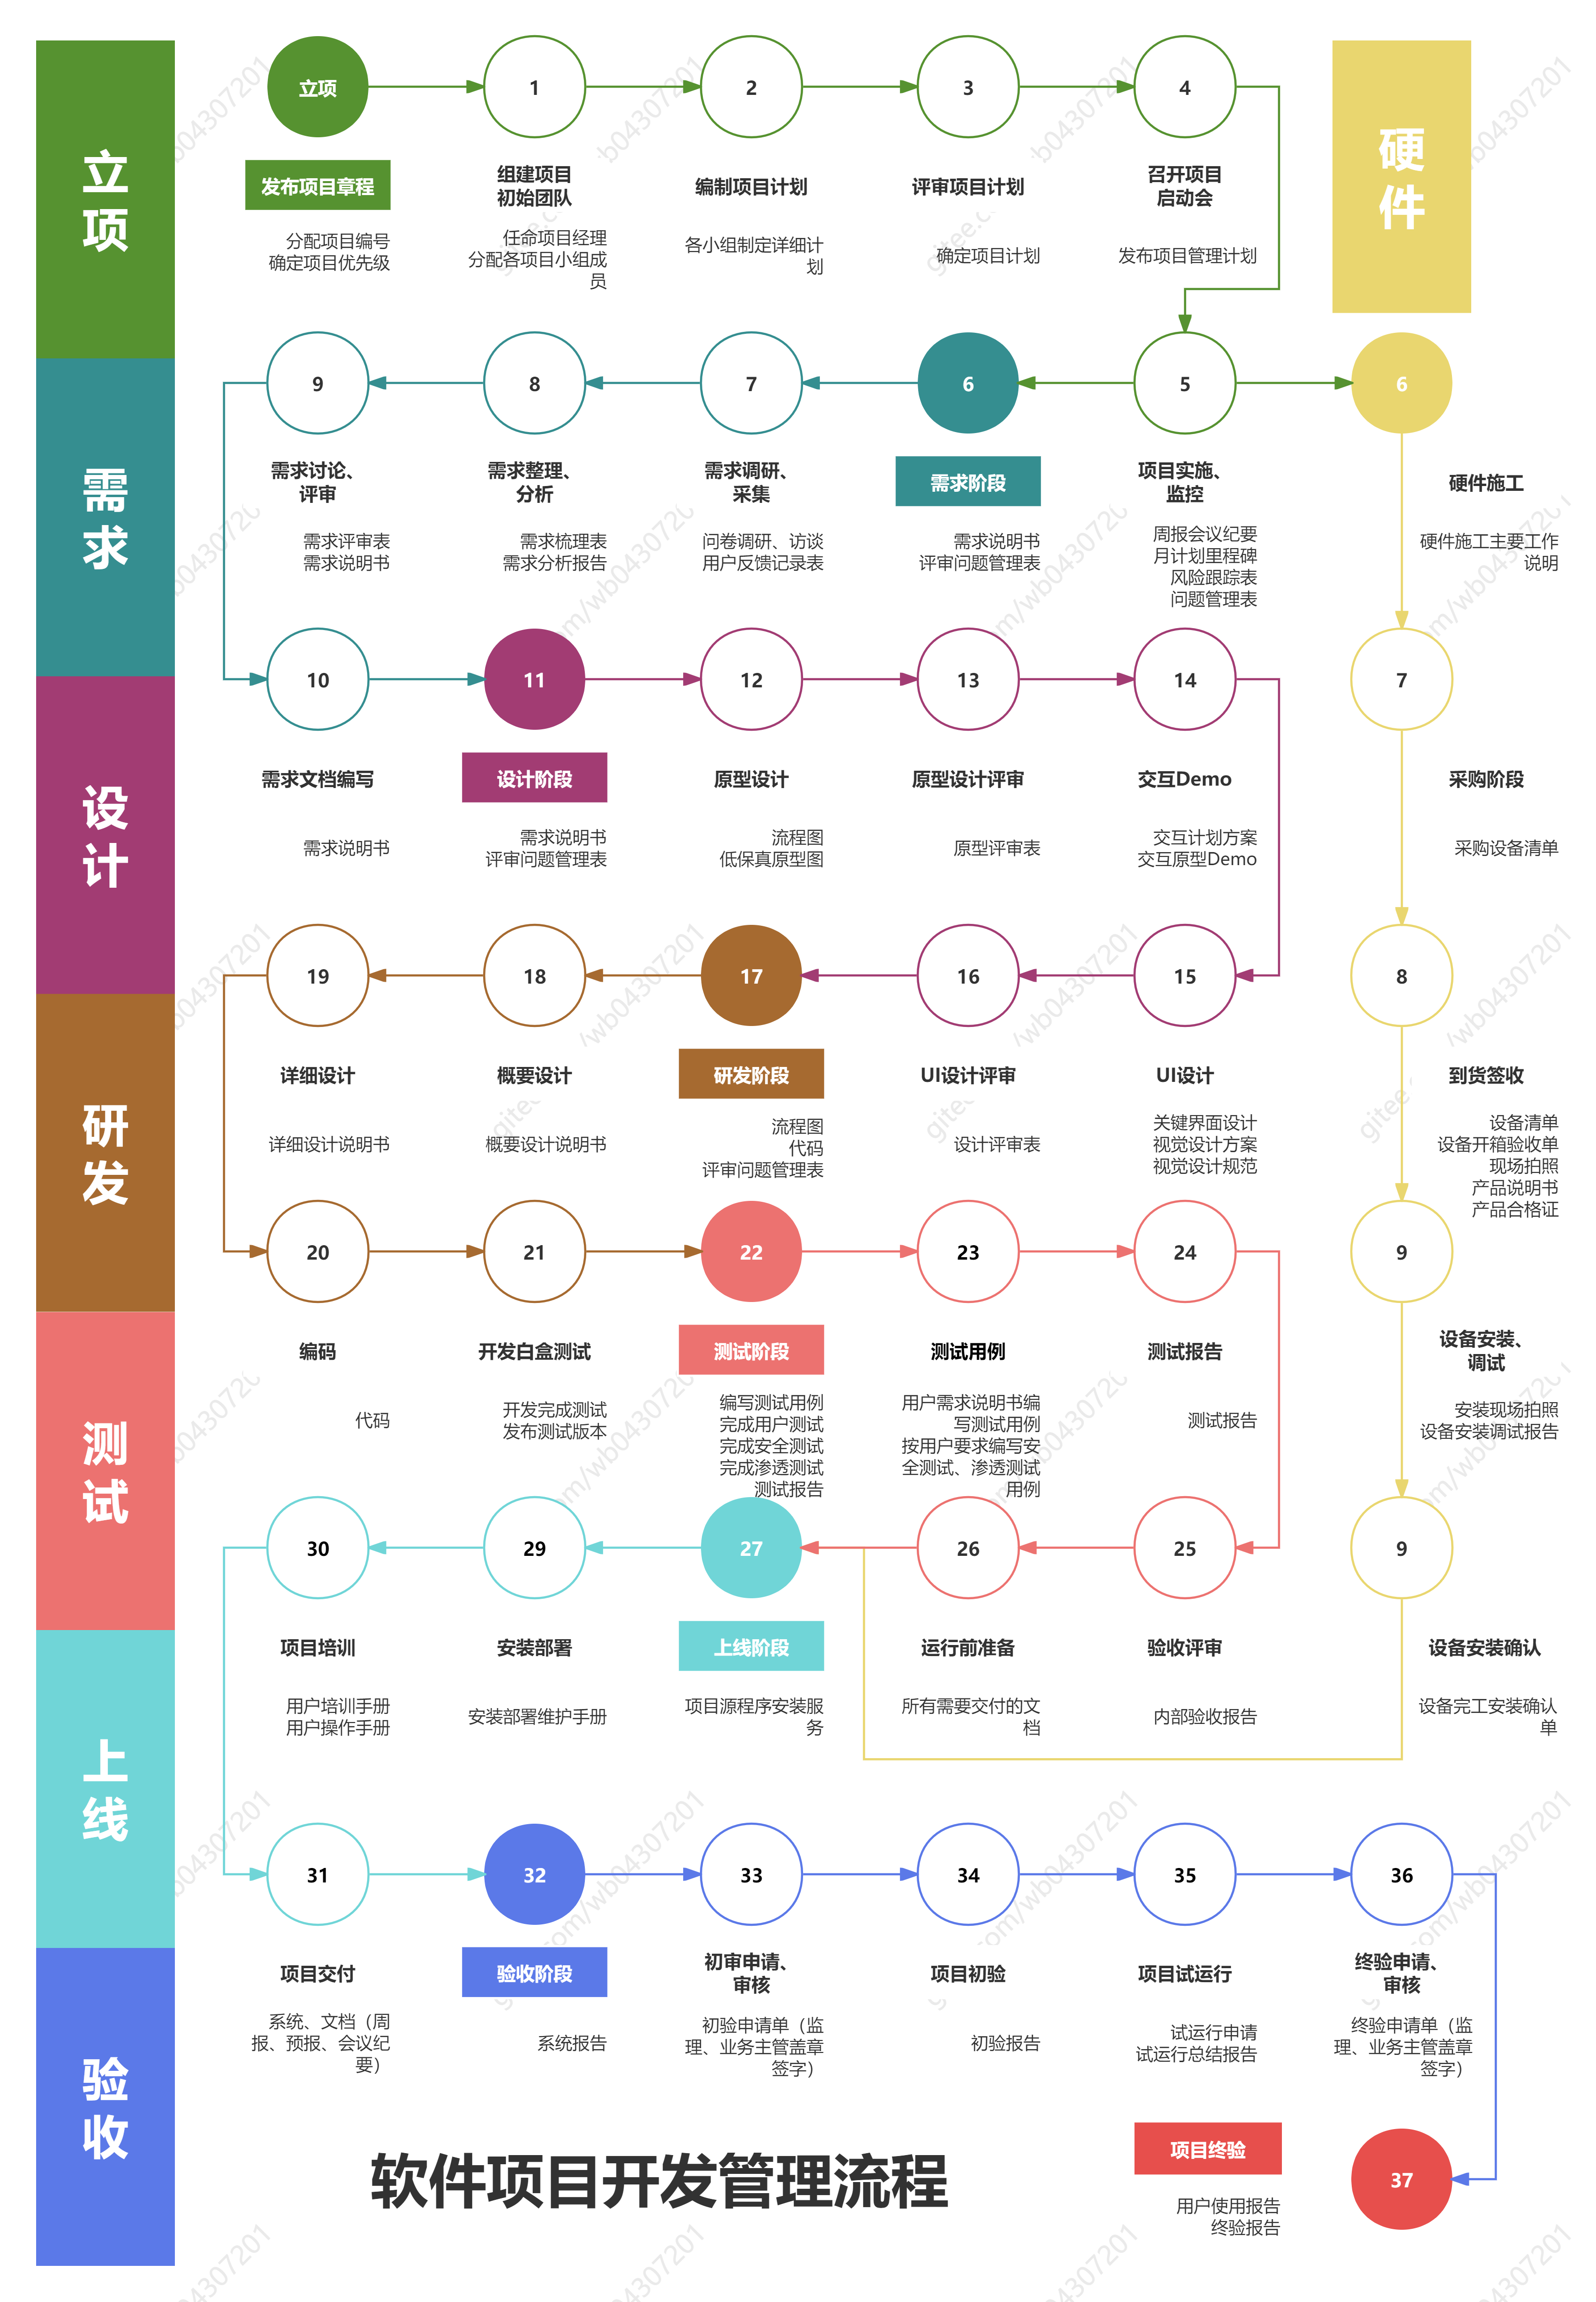 立
项
硬
件
立项
1
2
3
4
发布项目章程
组建项目
初始团队
编制项目计划
评审项目计划
召开项目
启动会
分配项目编号
确定项目优先级
任命项目经理
分配各项目小组成
员
各小组制定详细计
划
确定项目计划
发布项目管理计划
需
求
9
8
7
6
5
6
需求讨论、
评审
需求整理、
分析
需求调研、
采集
需求阶段
项目实施、
监控
硬件施工
需求评审表
需求说明书
需求梳理表
需求分析报告
问卷调研、访谈
用户反馈记录表
需求说明书
评审问题管理表
周报会议纪要
月计划里程碑
风险跟踪表
问题管理表
硬件施工主要工作
说明
设
计
10
11
12
13
14
7
需求文档编写
设计阶段
原型设计
原型设计评审
交互Demo
采购阶段
需求说明书
需求说明书
评审问题管理表
流程图
低保真原型图
原型评审表
交互计划方案
交互原型Demo
采购设备清单
研
发
19
18
17
16
15
8
详细设计
概要设计
研发阶段
UI设计评审
UI设计
到货签收
详细设计说明书
概要设计说明书
流程图
代码
评审问题管理表
设计评审表
关键界面设计
视觉设计方案
视觉设计规范
设备清单
设备开箱验收单
现场拍照
产品说明书
产品合格证
20
21
22
23
24
9
编码
开发白盒测试
测试阶段
测试用例
测试报告
设备安装、
调试
代码
开发完成测试
发布测试版本
编写测试用例
完成用户测试
完成安全测试
完成渗透测试
测试报告
用户需求说明书编
写测试用例
按用户要求编写安
全测试、渗透测试
用例
测试报告
安装现场拍照
设备安装调试报告
测
试
30
29
27
26
25
9
项目培训
安装部署
上线阶段
运行前准备
验收评审
设备安装确认
用户培训手册
用户操作手册
安装部署维护手册
项目源程序安装服
务
所有需要交付的文
档
内部验收报告
设备完工安装确认
单
上
线
31
32
33
34
35
36
项目交付
验收阶段
初审申请、
审核
项目初验
项目试运行
终验申请、
审核
系统、文档（周
报、预报、会议纪
要）
系统报告
初验申请单（监
理、业务主管盖章
签字）
初验报告
试运行申请
试运行总结报告
终验申请单（监
理、业务主管盖章
签字）
验
收
软件项目开发管理流程
项目终验
37
用户使用报告
终验报告